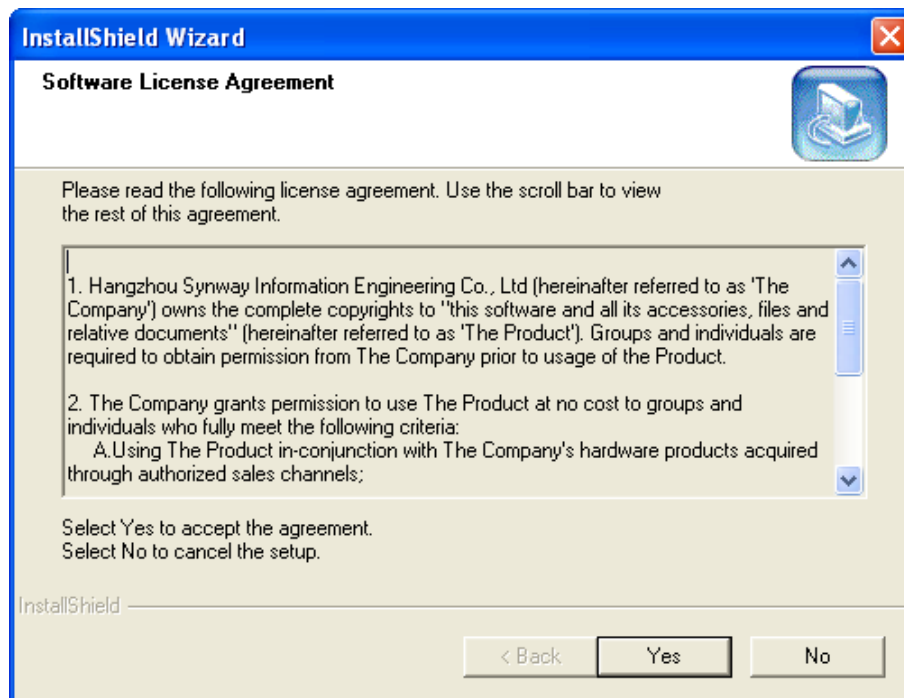 InstallShield Wizard
Software License Agreement
Please read the following license agreement. Use the scroll bar to view
the rest of this agreement.
1. Hangzhou Synway Information Engineering Co., Ltd (hereinafter referred to as 'The
Company') owns the complete copyrights to "this software and all its accessories, files and
relative documents" (hereinafter referred to as 'The Product'). Groups and individuals are
required to obtain permission from The Company prior to usage of the Product.
2. The Company grants permission to use The Product at no cost to groups and
individuals who fully meet the following criteria:
A.Using The Product in-conjunction with The Company's hardware products acquired
through authorized sales channels;
Select Yes to accept the agreement.
Select No to cancel the setup.
InstallShield
< Back
Yes
No